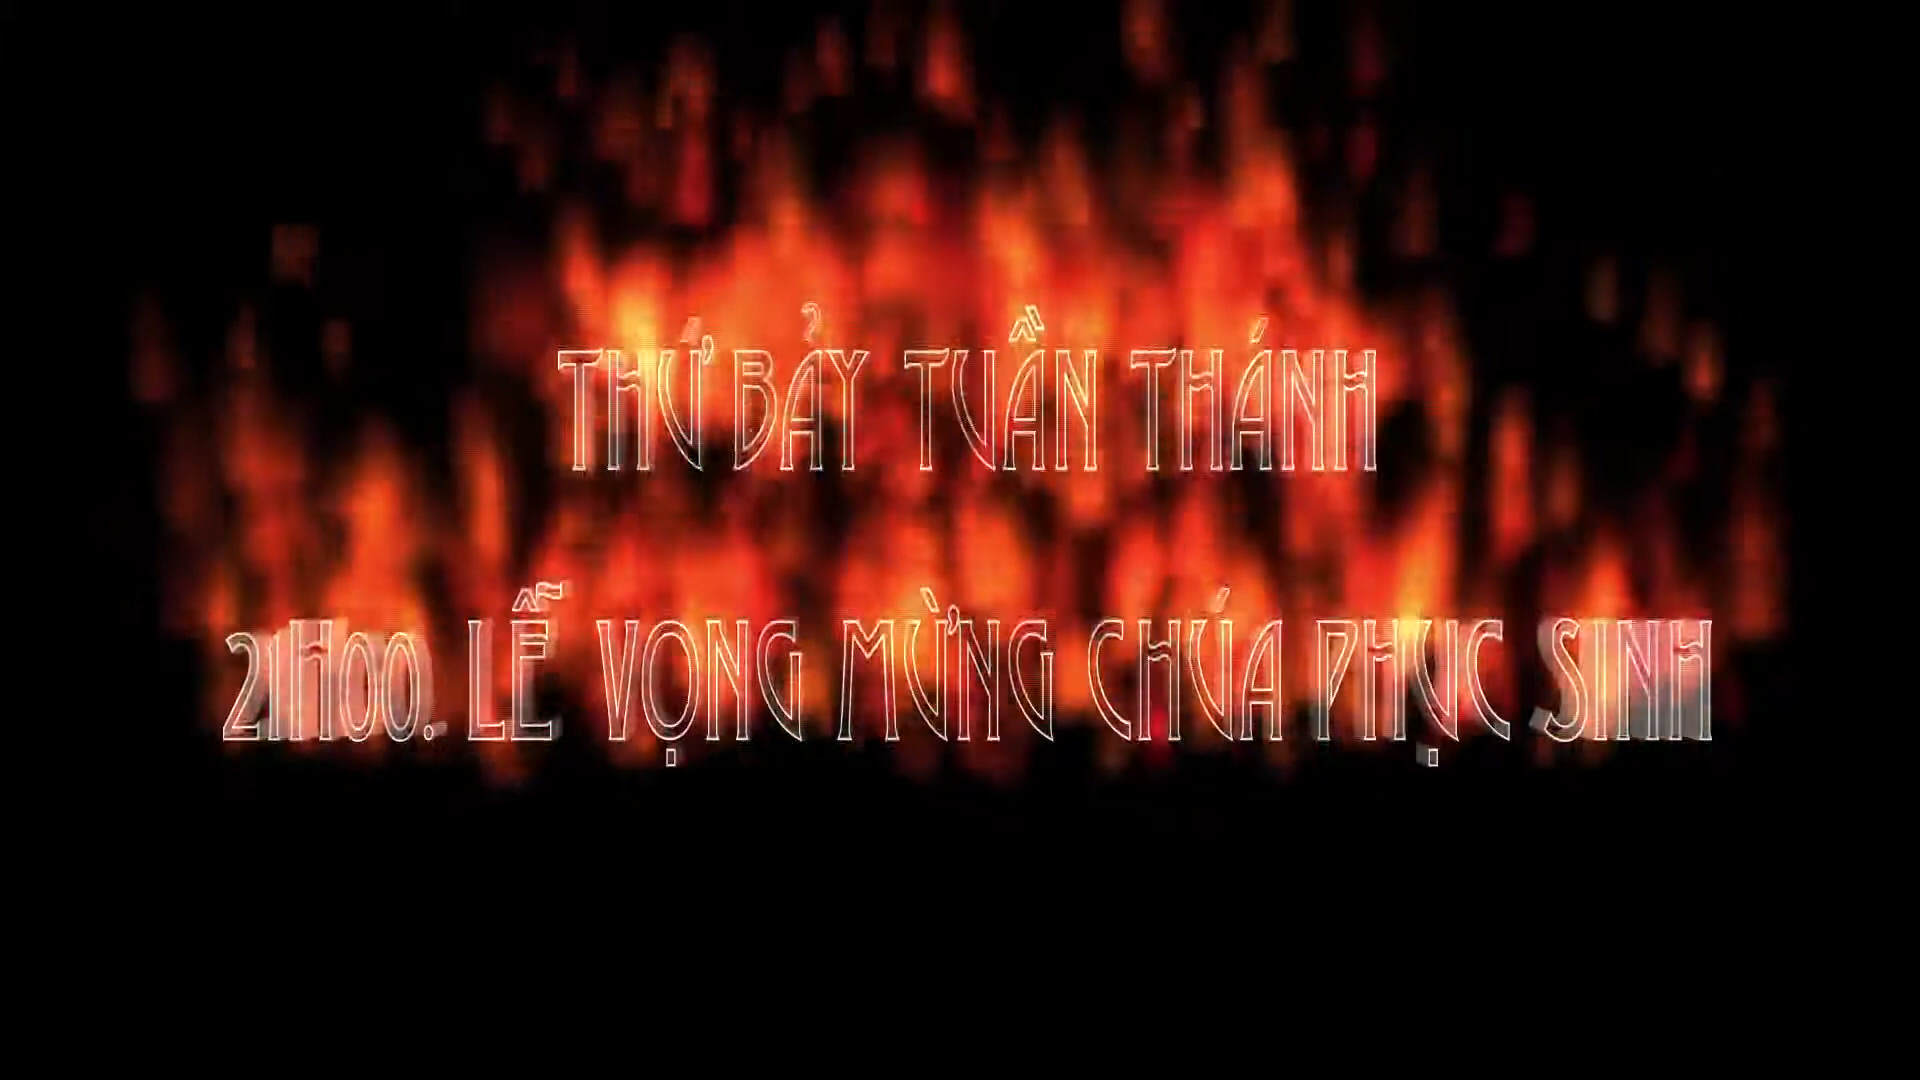 THỨ BẢY TUẦN THÁNH
21H00. LỄ VỌNG MỪNG CHÚA PHỤC SINH